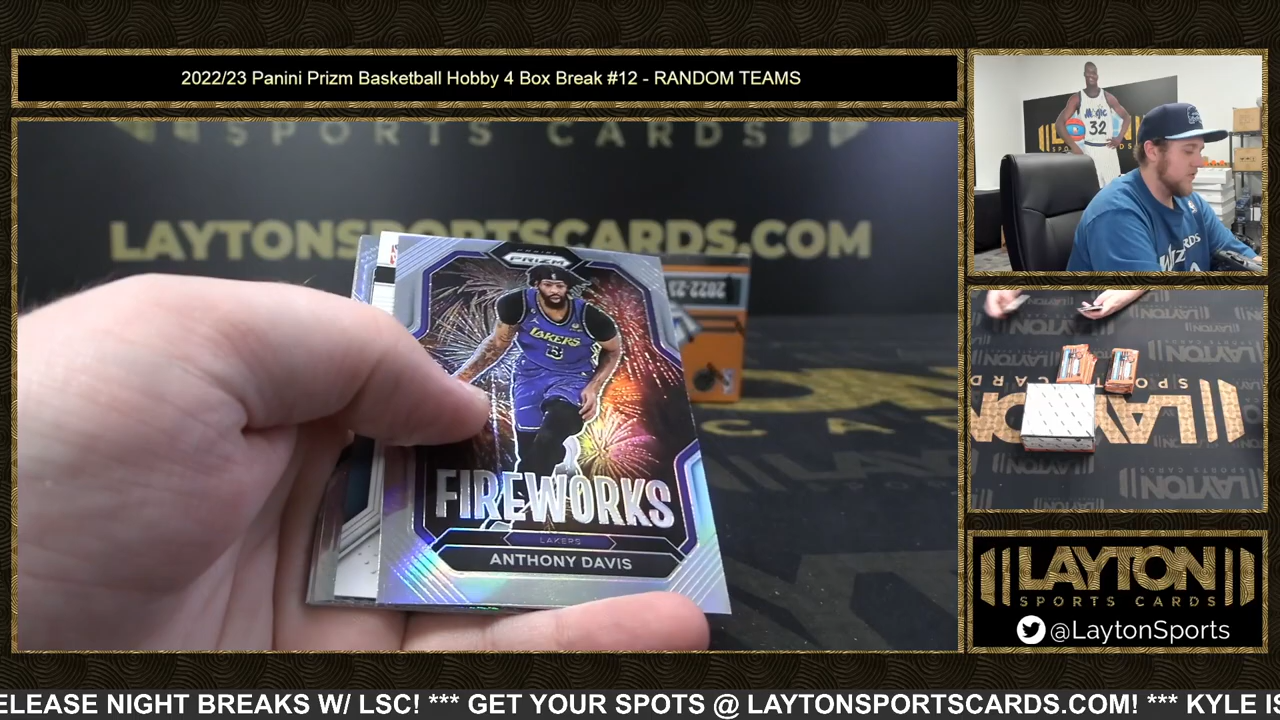 2022/23 Panini Prizm Basketball Hobby 4 Box Break #12 - RANDOM TEAMS
SPORTS CARDS
LAYTONSPORTSCARDS.COM
2022-23
PRIZM
LAKERS
3
FIREWORKS
LAKERS
ANTHONY DAVIS
MAGIC
32
LAYTON
SPORTS CARDS
@LaytonSports
ELEASE NIGHT BREAKS W/ LSC! *** GET YOUR SPOTS @ LAYTONSPORTSCARDS.COM! *** KYLE IS